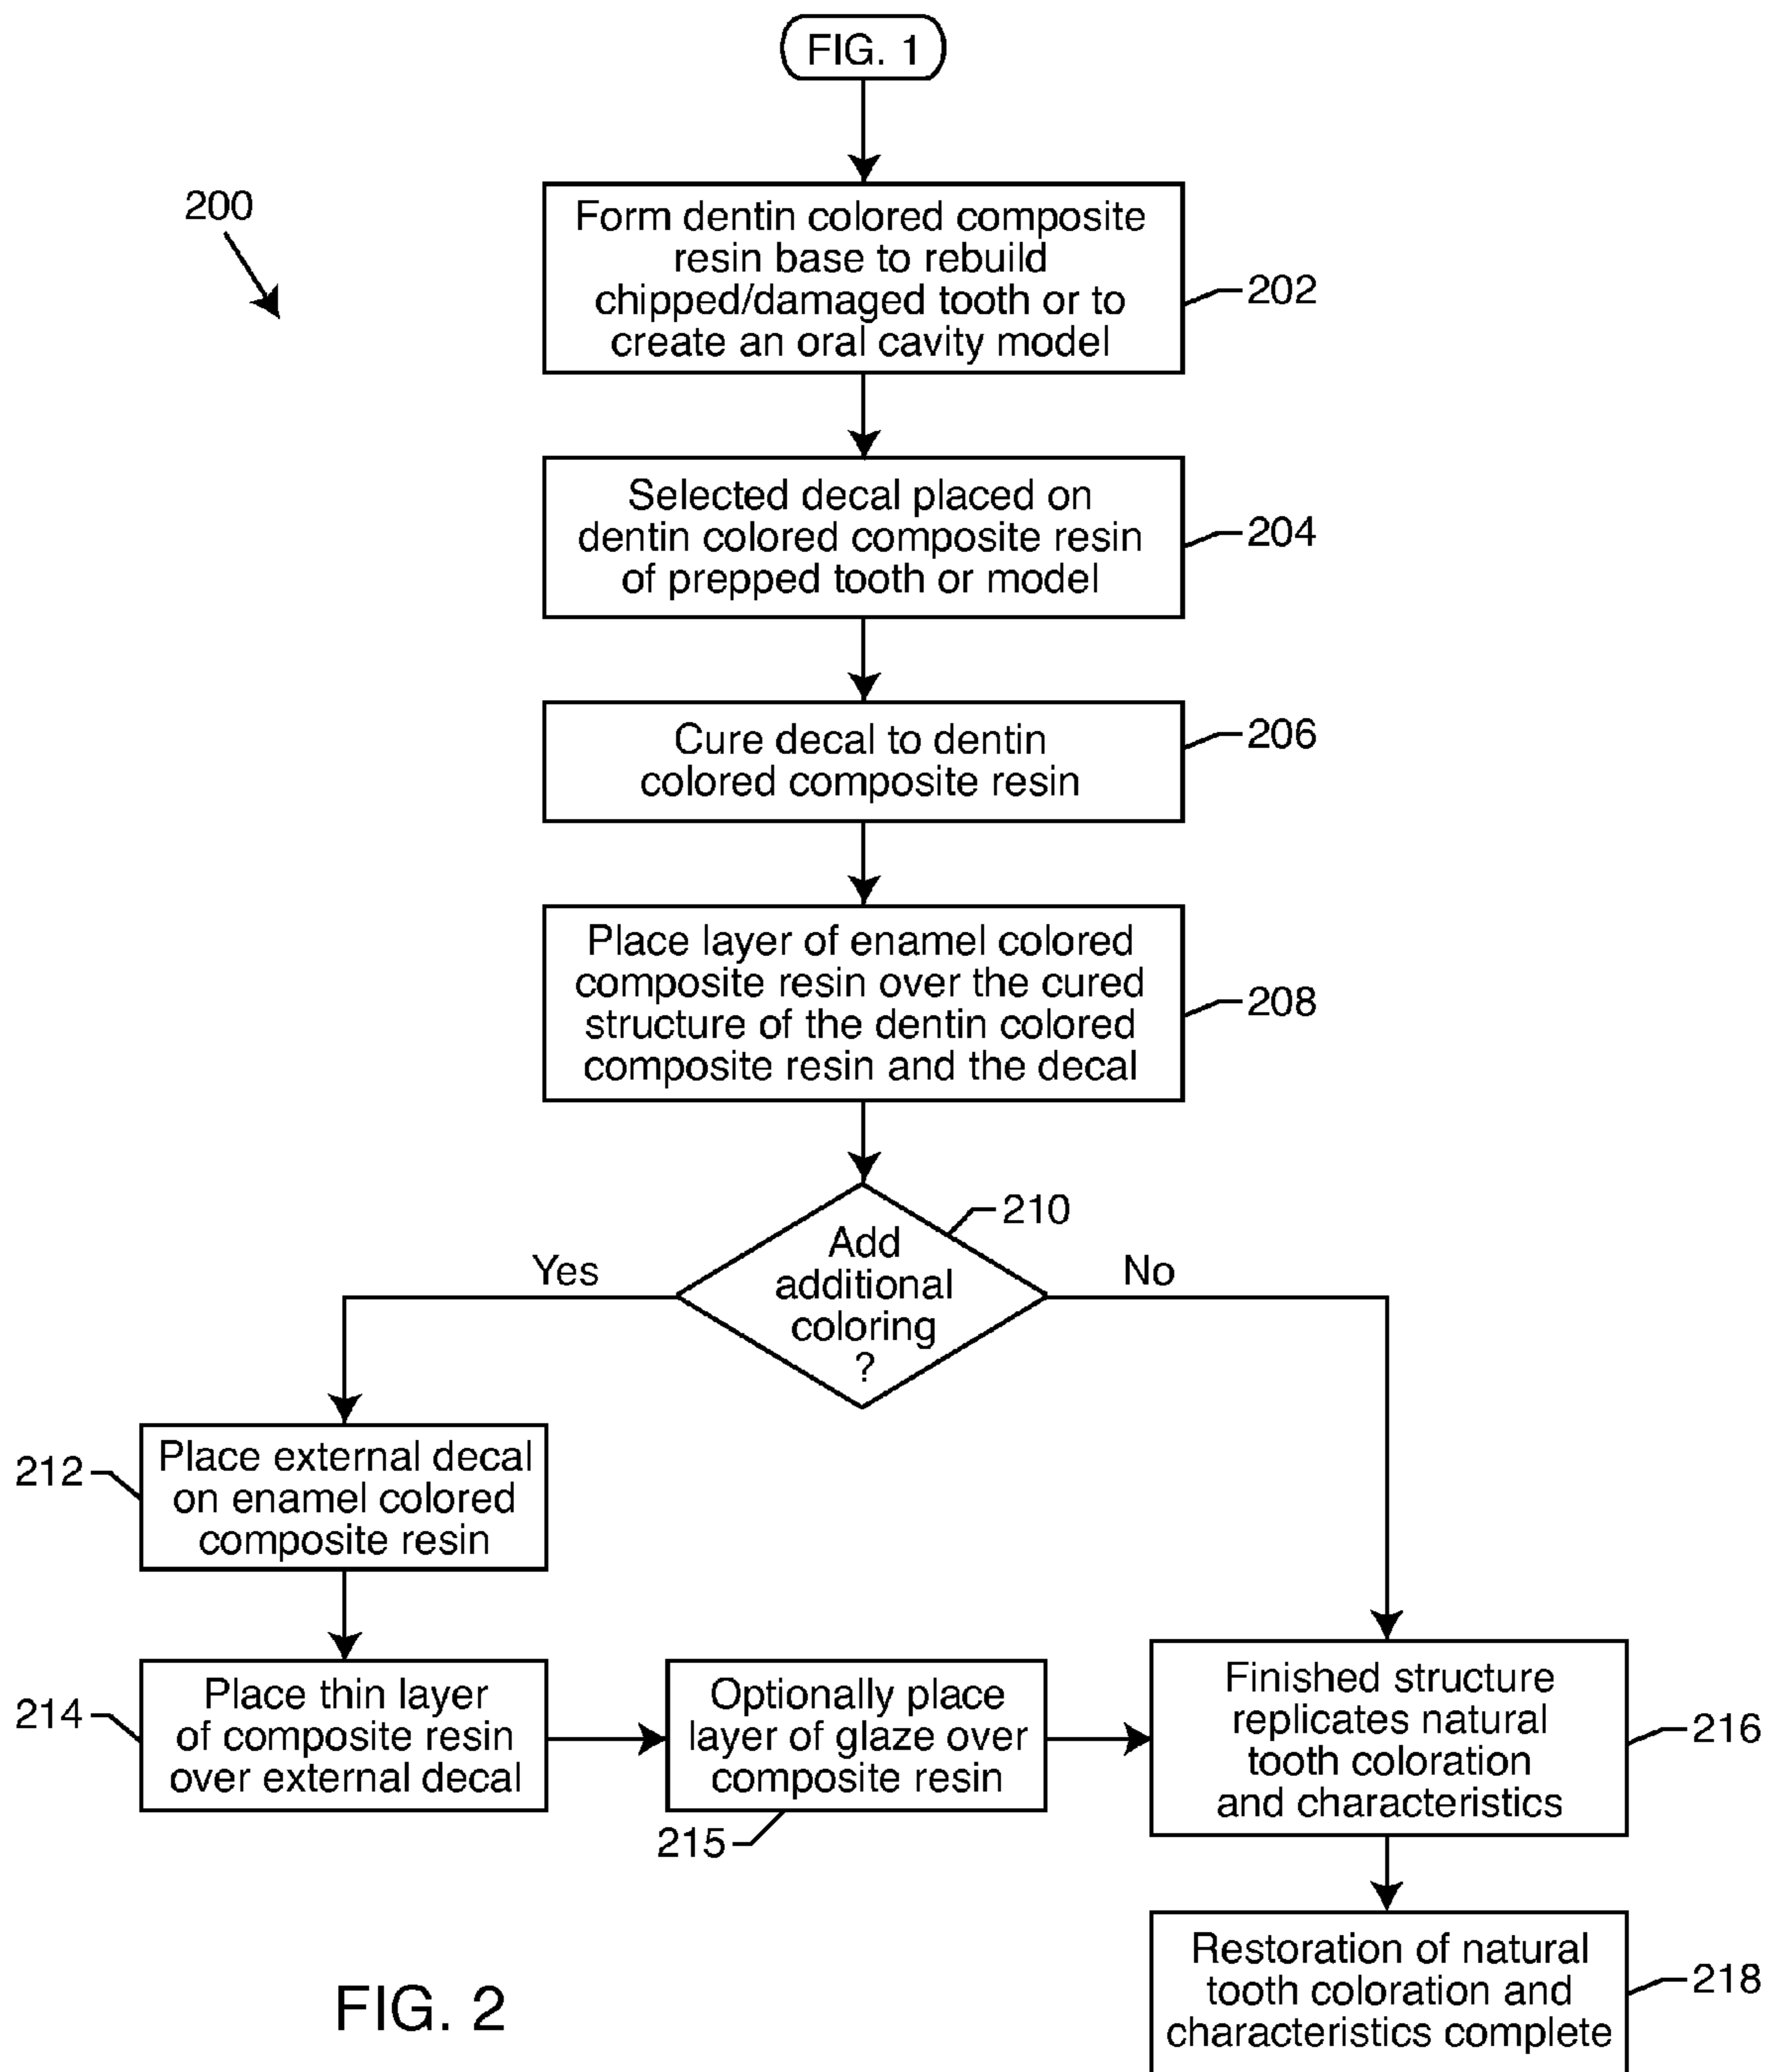 FIG. 1
200
Form dentin colored composite
resin base to rebuild
chipped/damaged tooth or to
create an oral cavity model
202
Selected decal placed on
dentin colored composite resin
of prepped tooth or model
204
Cure decal to dentin
colored composite resin
206
Place layer of enamel colored
composite resin over the cured
structure of the dentin colored
composite resin and the decal
208
210
Add
additional
coloring
?
Yes
No
212
Place external decal
on enamel colored
composite resin
214
Place thin layer
of composite resin
over external decal
Optionally place
layer of glaze over
composite resin
215
Finished structure
replicates natural
tooth coloration
and characteristics
216
Restoration of natural
tooth coloration and
characteristics complete
218
FIG. 2